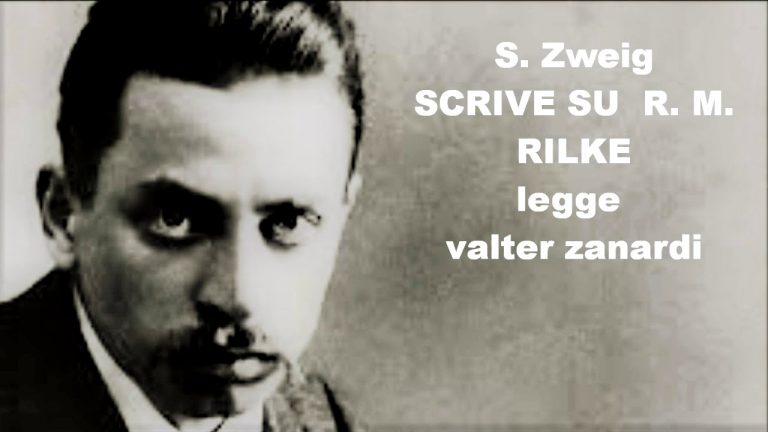 S. Zweig
SCRIVE SU R. M.
RILKE
legge
valter zanardi